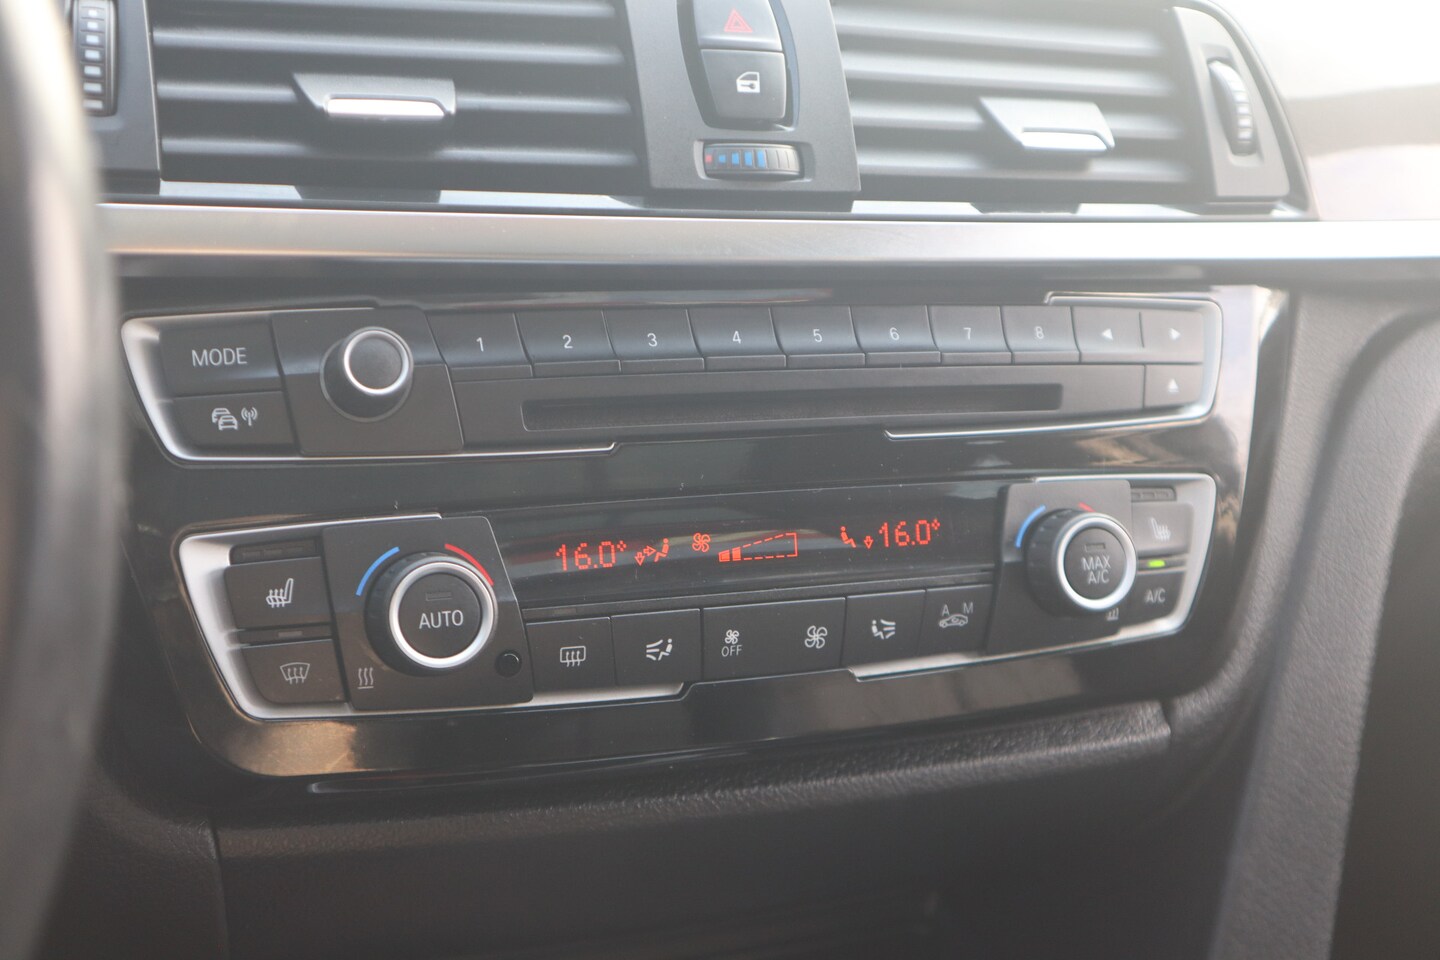 MODE
1 2 3 4 5 6 7 8
16.0° 16.0°
AUTO
OFF
A M
MAX
A/C
A/C